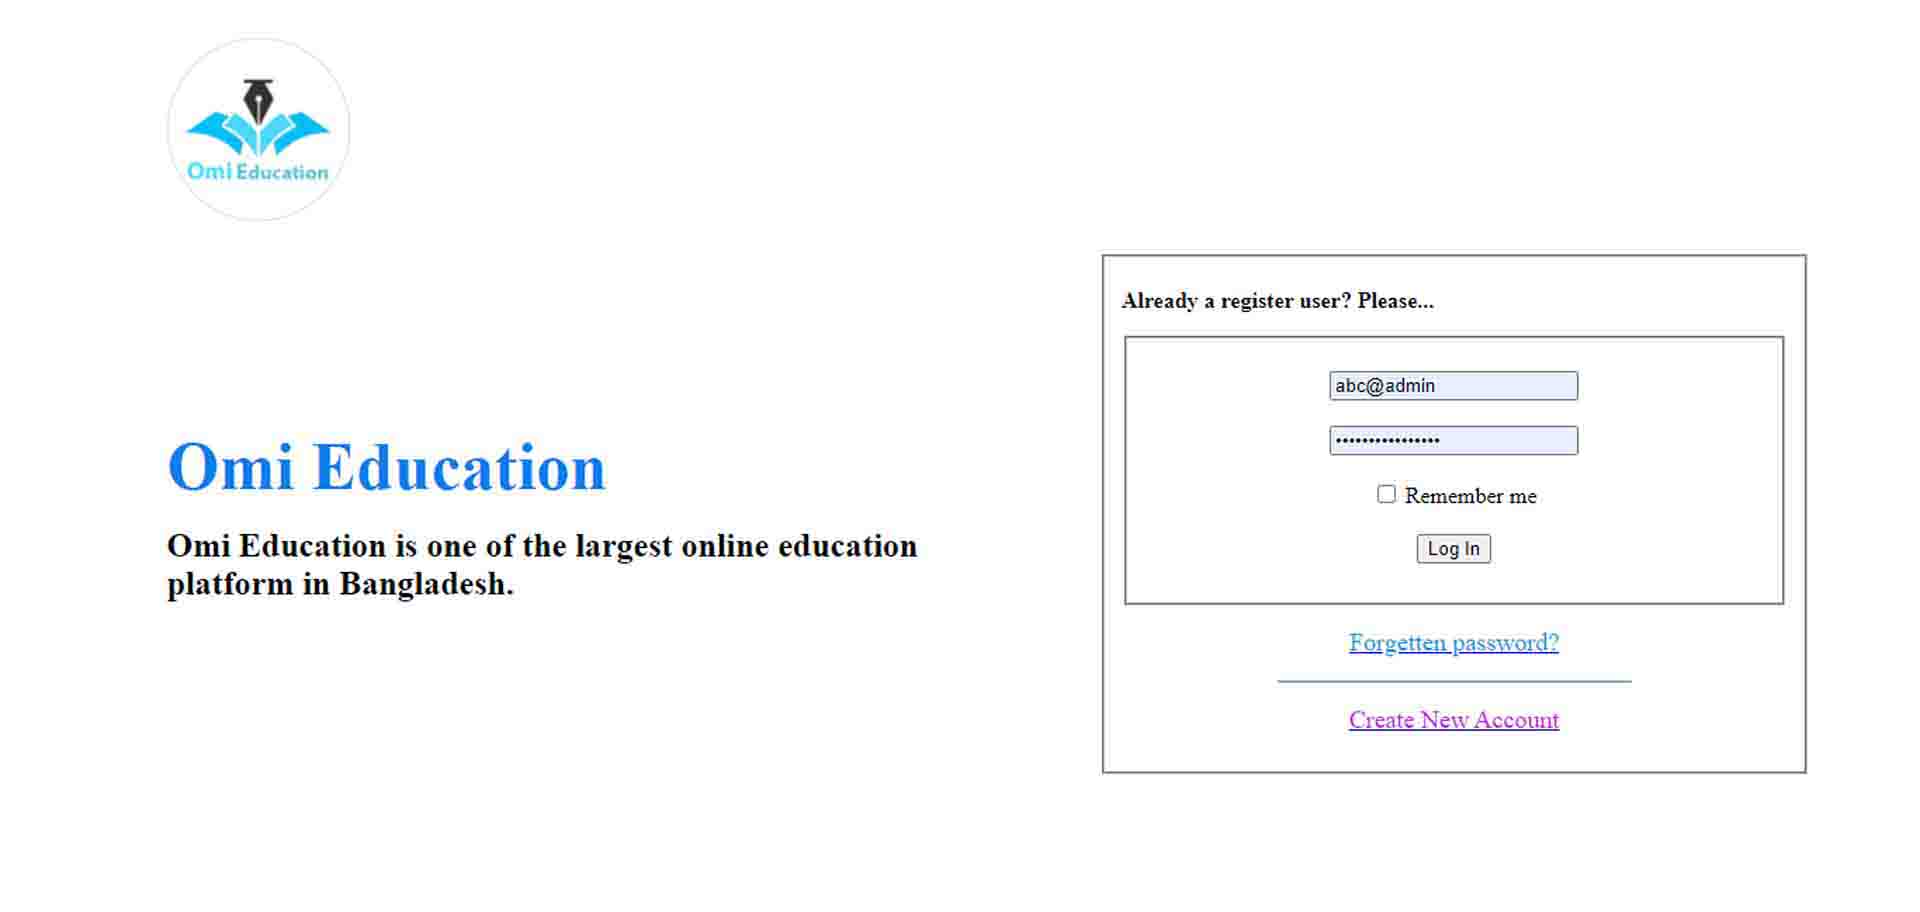 Omi Education
Already a register user? Please...
abc@admin
••••••••••••••••
Remember me
Log In
Omi Education
Omi Education is one of the largest online education
platform in Bangladesh.
Forgetten password?
Create New Account